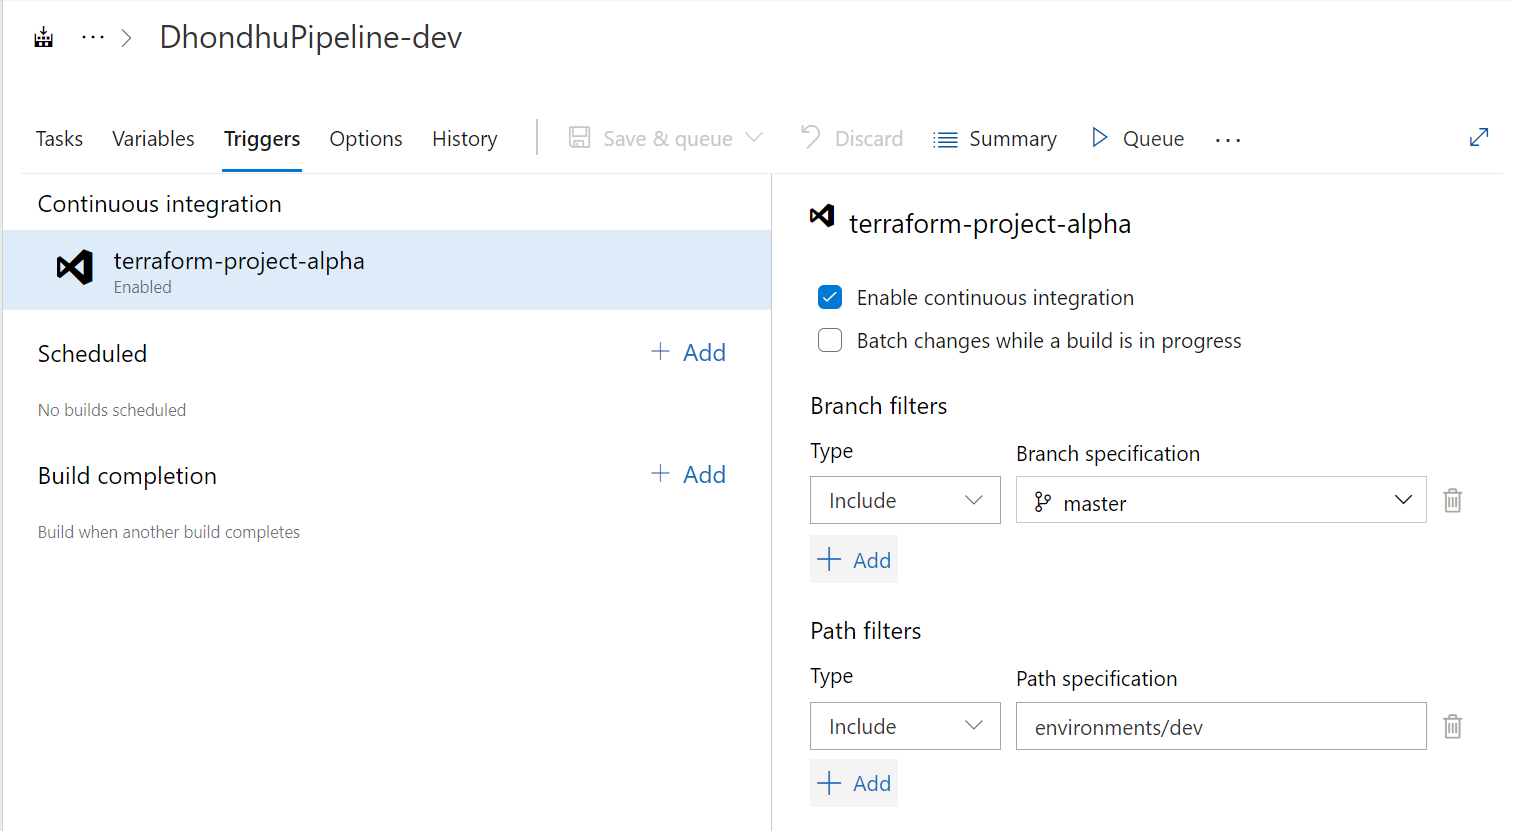 DhondhuPipeline-dev
Tasks Variables Triggers Options History Save & queue Discard Summary Queue
Continuous integration
terraform-project-alpha
Enabled
Scheduled
Add
No builds scheduled
Build completion
Add
Build when another build completes
terraform-project-alpha
Enable continuous integration
Batch changes while a build is in progress
Branch filters
Type Branch specification
Include master
Add
Path filters
Type Path specification
Include environments/dev
Add